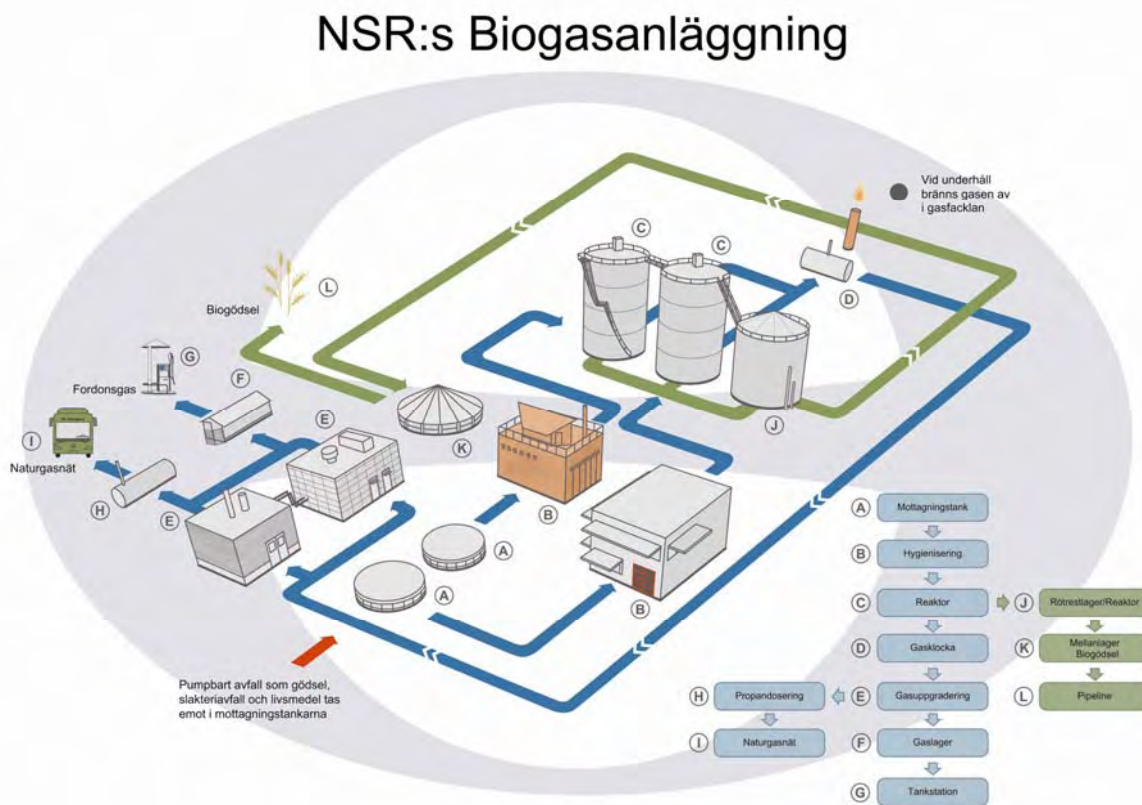 NSR:s Biogasanläggning
Vid underhåll
bränns gasen av
i gasfacklan
C
C
D
L
Biogödsel
G
Fordonsgas
F
I
Naturgasnät
H
E
E
K
J
B
A
A
B
Pumpbart avfall som gödsel,
slakteriavfall och livsmedel tas
emot i mottagningstankarna
A Mottagningstank
B Hygienisering
C Reaktor
J Rötrestlager/Reaktor
D Gasklocka
K Mellanlager
Biogödsel
H Propandosering
E Gasuppgradering
L Pipeline
I Naturgasnät
F Gaslager
G Tankstation